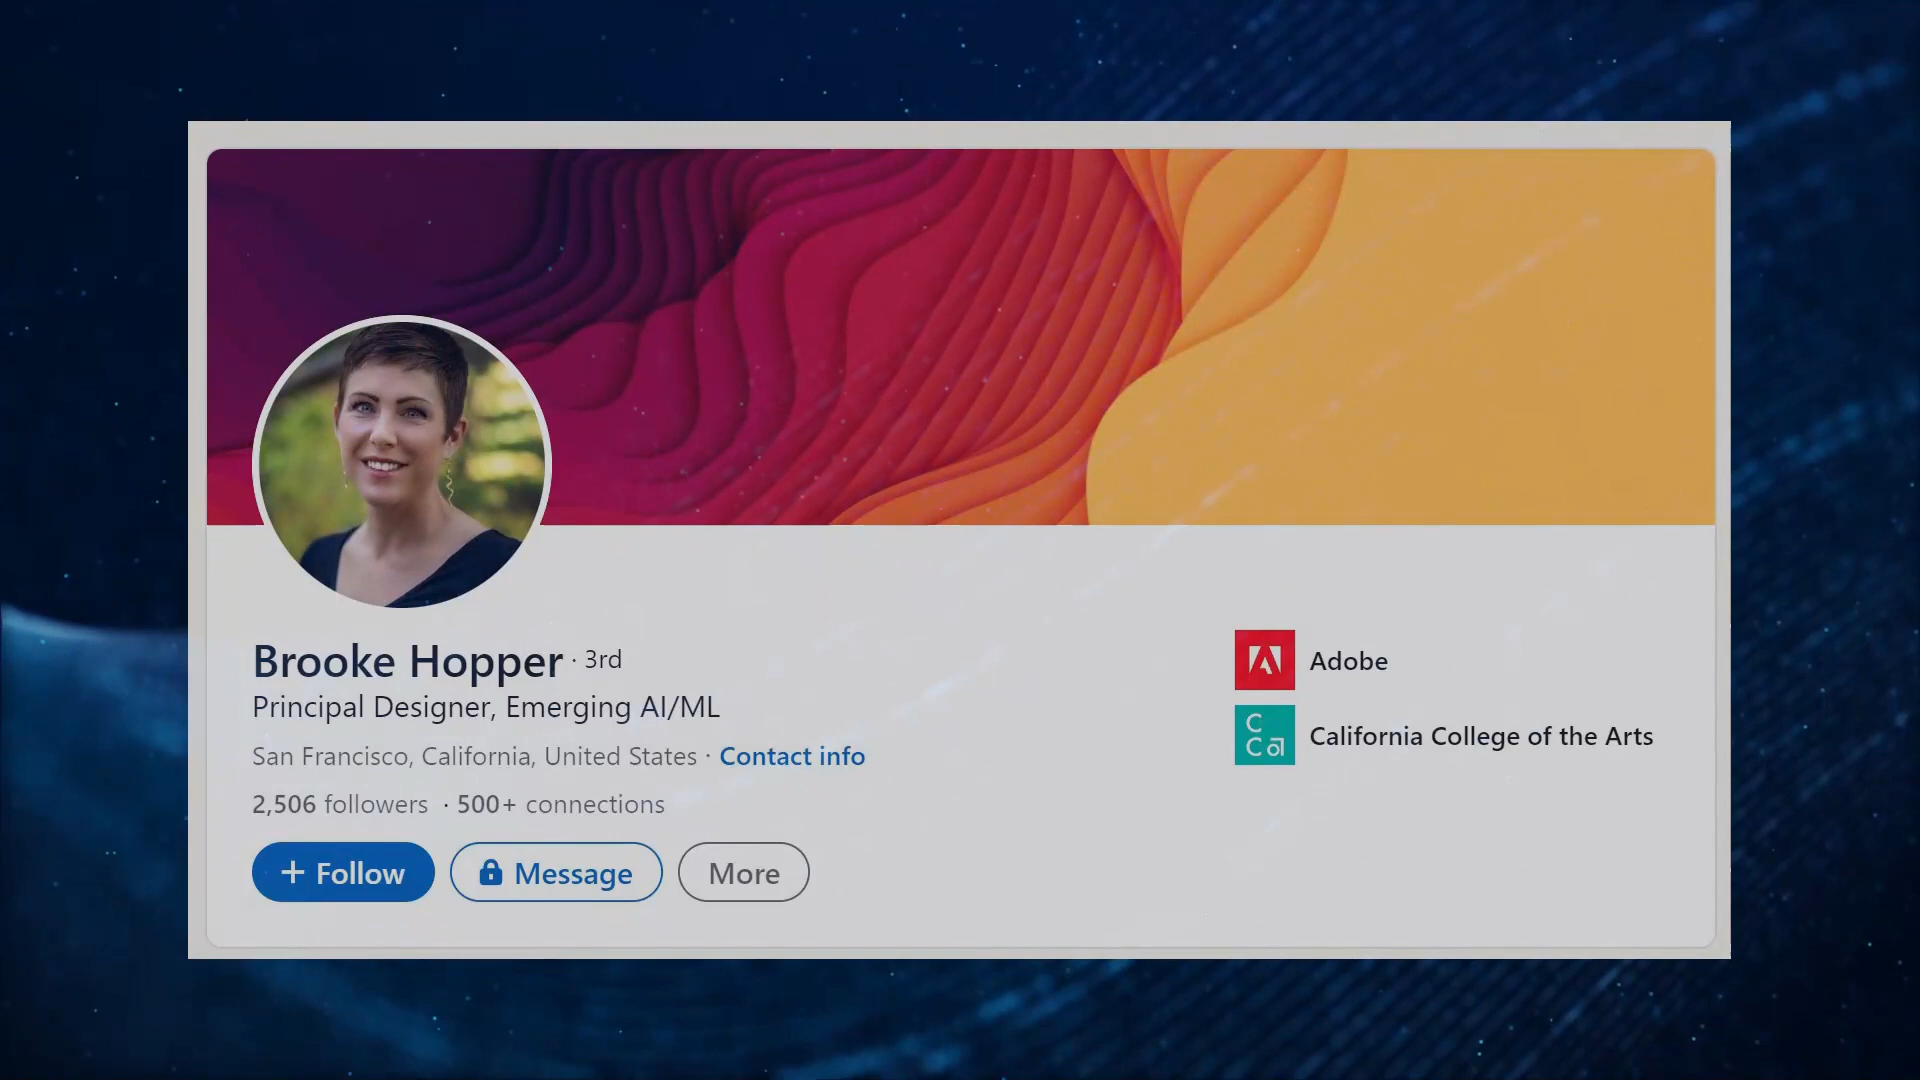 Brooke Hopper · 3rd
Principal Designer, Emerging AI/ML
San Francisco, California, United States · Contact info
2,506 followers · 500+ connections
+ Follow
Message
More
Adobe
CCA
California College of the Arts